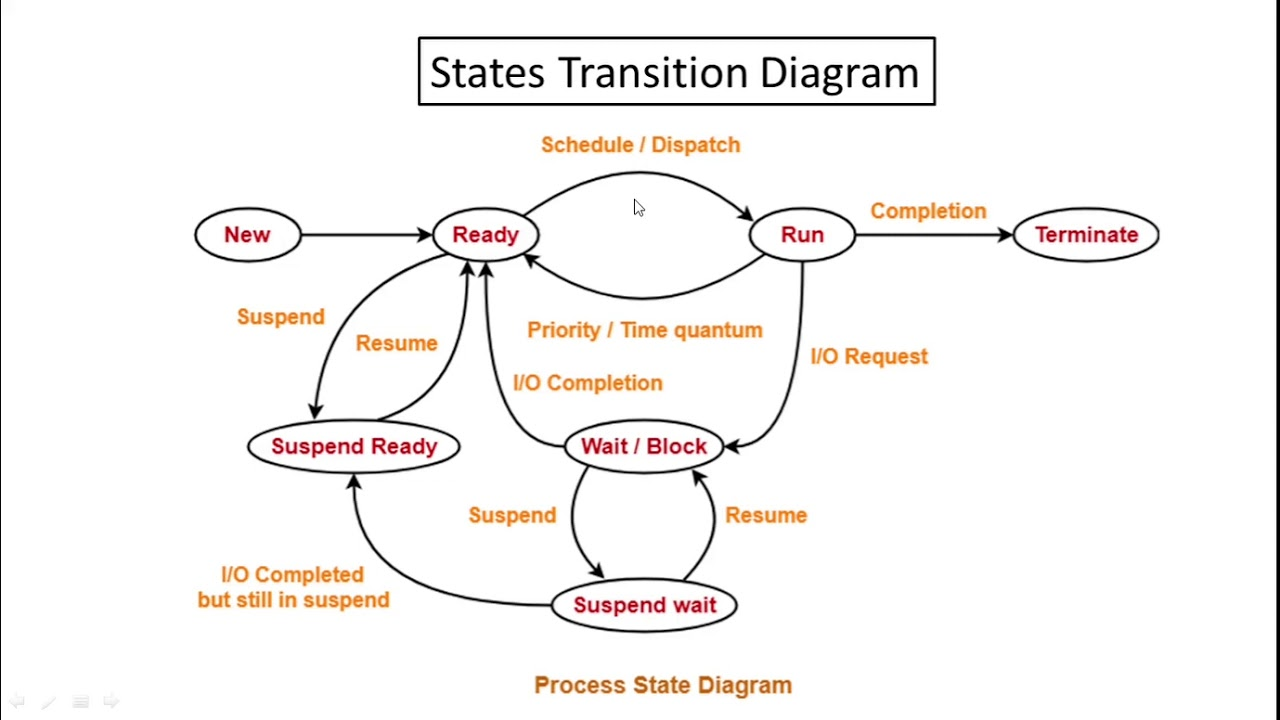 States Transition Diagram
Schedule / Dispatch
New
Ready
Run
Completion
Terminate
Suspend
Resume
Priority / Time quantum
I/O Completion
I/O Request
Suspend Ready
Wait / Block
Suspend
Resume
I/O Completed
but still in suspend
Suspend wait
Process State Diagram